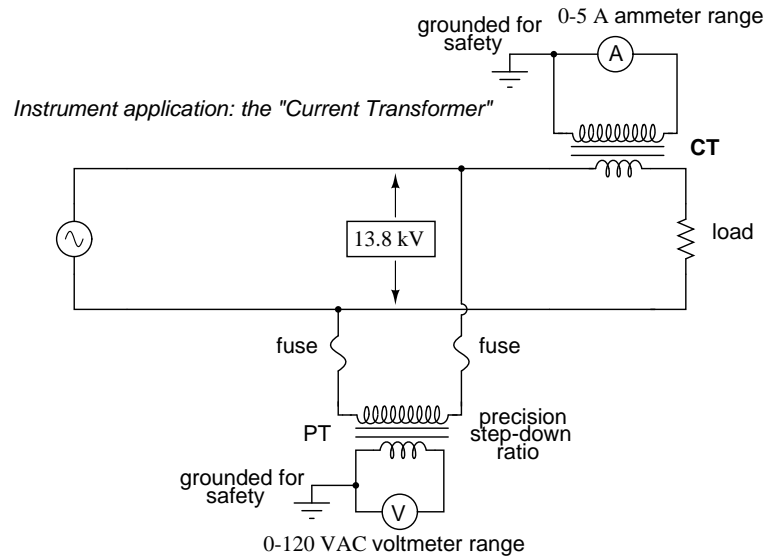 0-5 A ammeter range
grounded for
safety
A
Instrument application: the "Current Transformer"
CT
13.8 kV
load
fuse
fuse
PT
precision
step-down
ratio
grounded for
safety
V
0-120 VAC voltmeter range